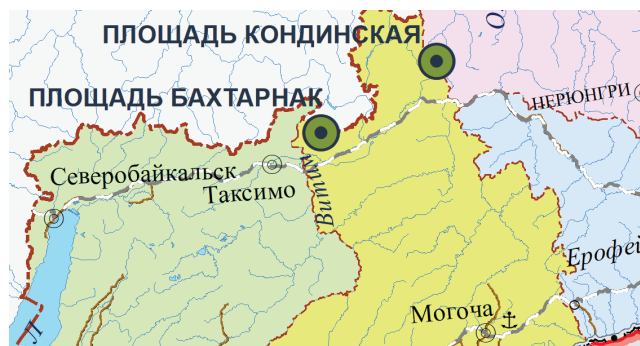 ПЛОЩАДЬ КОНДИНСКАЯ
О
ПЛОЩАДЬ БАХТАРНАК
НЕРЮНГРИ
Северобайкальск
Таксимо
Витим
Ерофей
Могоча
Л